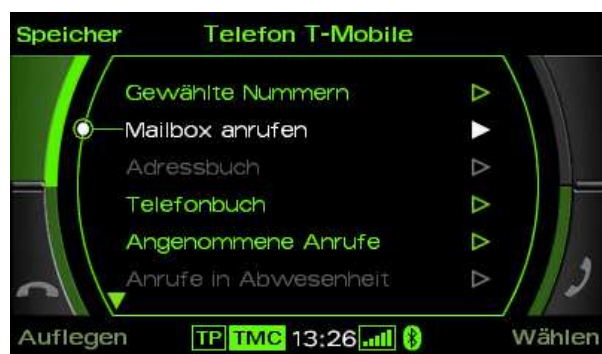 Speicher Telefon T-Mobile
Gewählte Nummern
Mailbox anrufen
Adressbuch
Telefonbuch
Angenommene Anrufe
Anrufe in Abwesenheit
Auflegen TP TMC 13:26 Wählen